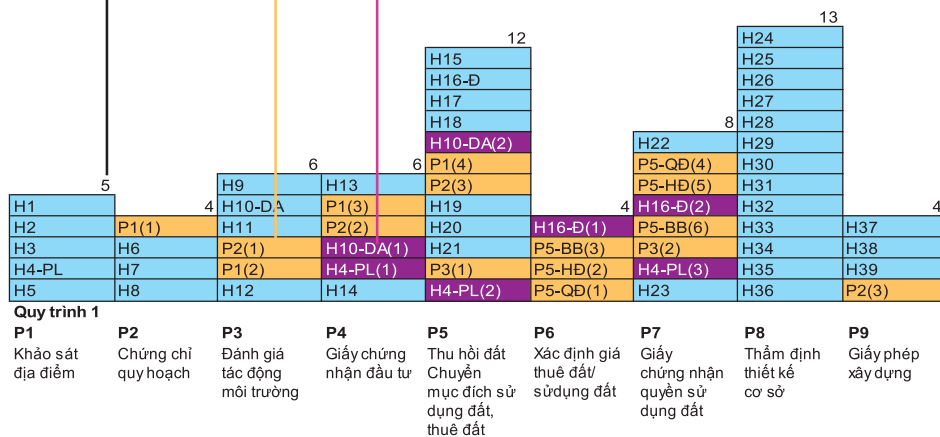 5
H1
H2
H3
H4-PL
H5
4
P1(1)
H6
H7
H8
6
H9
H10-DA
H11
P2(1)
P1(2)
H12
6
H13
P1(3)
P2(2)
H10-DA(1)
H4-PL(1)
H14
12
H15
H16-Đ
H17
H18
H10-DA(2)
P1(4)
P2(3)
H19
H20
H21
P3(1)
H4-PL(2)
4
H16-Đ(1)
P5-BB(3)
P5-HĐ(2)
P5-QĐ(1)
8
H22
P5-QĐ(4)
P5-HĐ(5)
H16-Đ(2)
P5-BB(6)
P3(2)
H4-PL(3)
H23
13
H24
H25
H26
H27
H28
H29
H30
H31
H32
H33
H34
H35
H36
4
H37
H38
H39
P2(3)
Quy trình 1
P1
Khảo sát
địa điểm
P2
Chứng chỉ
quy hoạch
P3
Đánh giá
tác động
môi trường
P4
Giấy chứng
nhận đầu tư
P5
Thu hồi đất
Chuyển
mục đích sử
dụng đất,
thuê đất
P6
Xác định giá
thuê đất/
sửdụng đất
P7
Giấy
chứng nhận
quyền sử
dụng đất
P8
Thẩm định
thiết kế
cơ sở
P9
Giấy phép
xây dựng